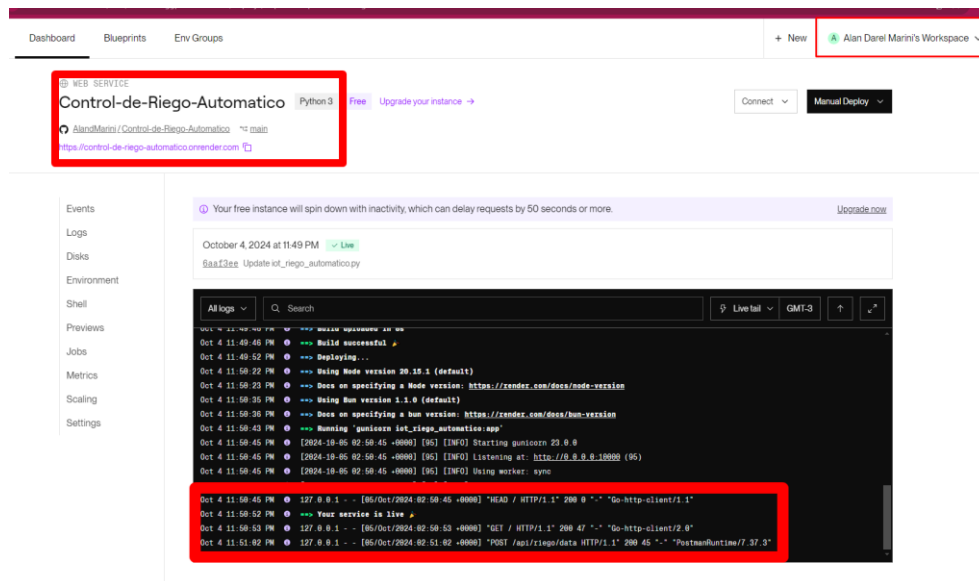 Dashboard Blueprints Env Groups + New A Alan Darel Marini's Workspace
WEB SERVICE
Control-de-Riego-Automatico Python 3 Free Upgrade your instance → Connect Manual Deploy
AlandMarini / Control-de-Riego-Automatico main
https://control-de-riego-automatico.onrender.com
Events
Logs
Disks
Environment
Shell
Previews
Jobs
Metrics
Scaling
Settings
Your free instance will spin down with inactivity, which can delay requests by 50 seconds or more. Upgrade now
October 4, 2024 at 11:49 PM ✓ Live
6aaf3ee Update iot_riego_automatico.py
All logs Search Live tail GMT-3
Oct 4 11:49:46 PM ==> Build successful 🎉
Oct 4 11:49:52 PM ==> Deploying...
Oct 4 11:50:22 PM ==> Using Node version 20.15.1 (default)
Oct 4 11:50:23 PM ==> Docs on specifying a Node version: https://render.com/docs/node-version
Oct 4 11:50:35 PM ==> Using Bun version 1.1.0 (default)
Oct 4 11:50:36 PM ==> Docs on specifying a bun version: https://render.com/docs/bun-version
Oct 4 11:50:43 PM ==> Running 'gunicorn iot_riego_automatico:app'
Oct 4 11:50:45 PM [2024-10-05 02:50:45 +0000] [95] [INFO] Starting gunicorn 23.0.0
Oct 4 11:50:45 PM [2024-10-05 02:50:45 +0000] [95] [INFO] Listening at: http://0.0.0.0:10000 (95)
Oct 4 11:50:45 PM [2024-10-05 02:50:45 +0000] [95] [INFO] Using worker: sync
Oct 4 11:50:45 PM 127.0.0.1 - - [05/Oct/2024:02:50:45 +0000] "HEAD / HTTP/1.1" 200 0 "-" "Go-http-client/1.1"
Oct 4 11:50:52 PM ==> Your service is live 🎉
Oct 4 11:50:53 PM 127.0.0.1 - - [05/Oct/2024:02:50:53 +0000] "GET / HTTP/1.1" 200 47 "-" "Go-http-client/2.0"
Oct 4 11:51:02 PM 127.0.0.1 - - [05/Oct/2024:02:51:02 +0000] "POST /api/riego/data HTTP/1.1" 200 45 "-" "PostmanRuntime/7.37.3"